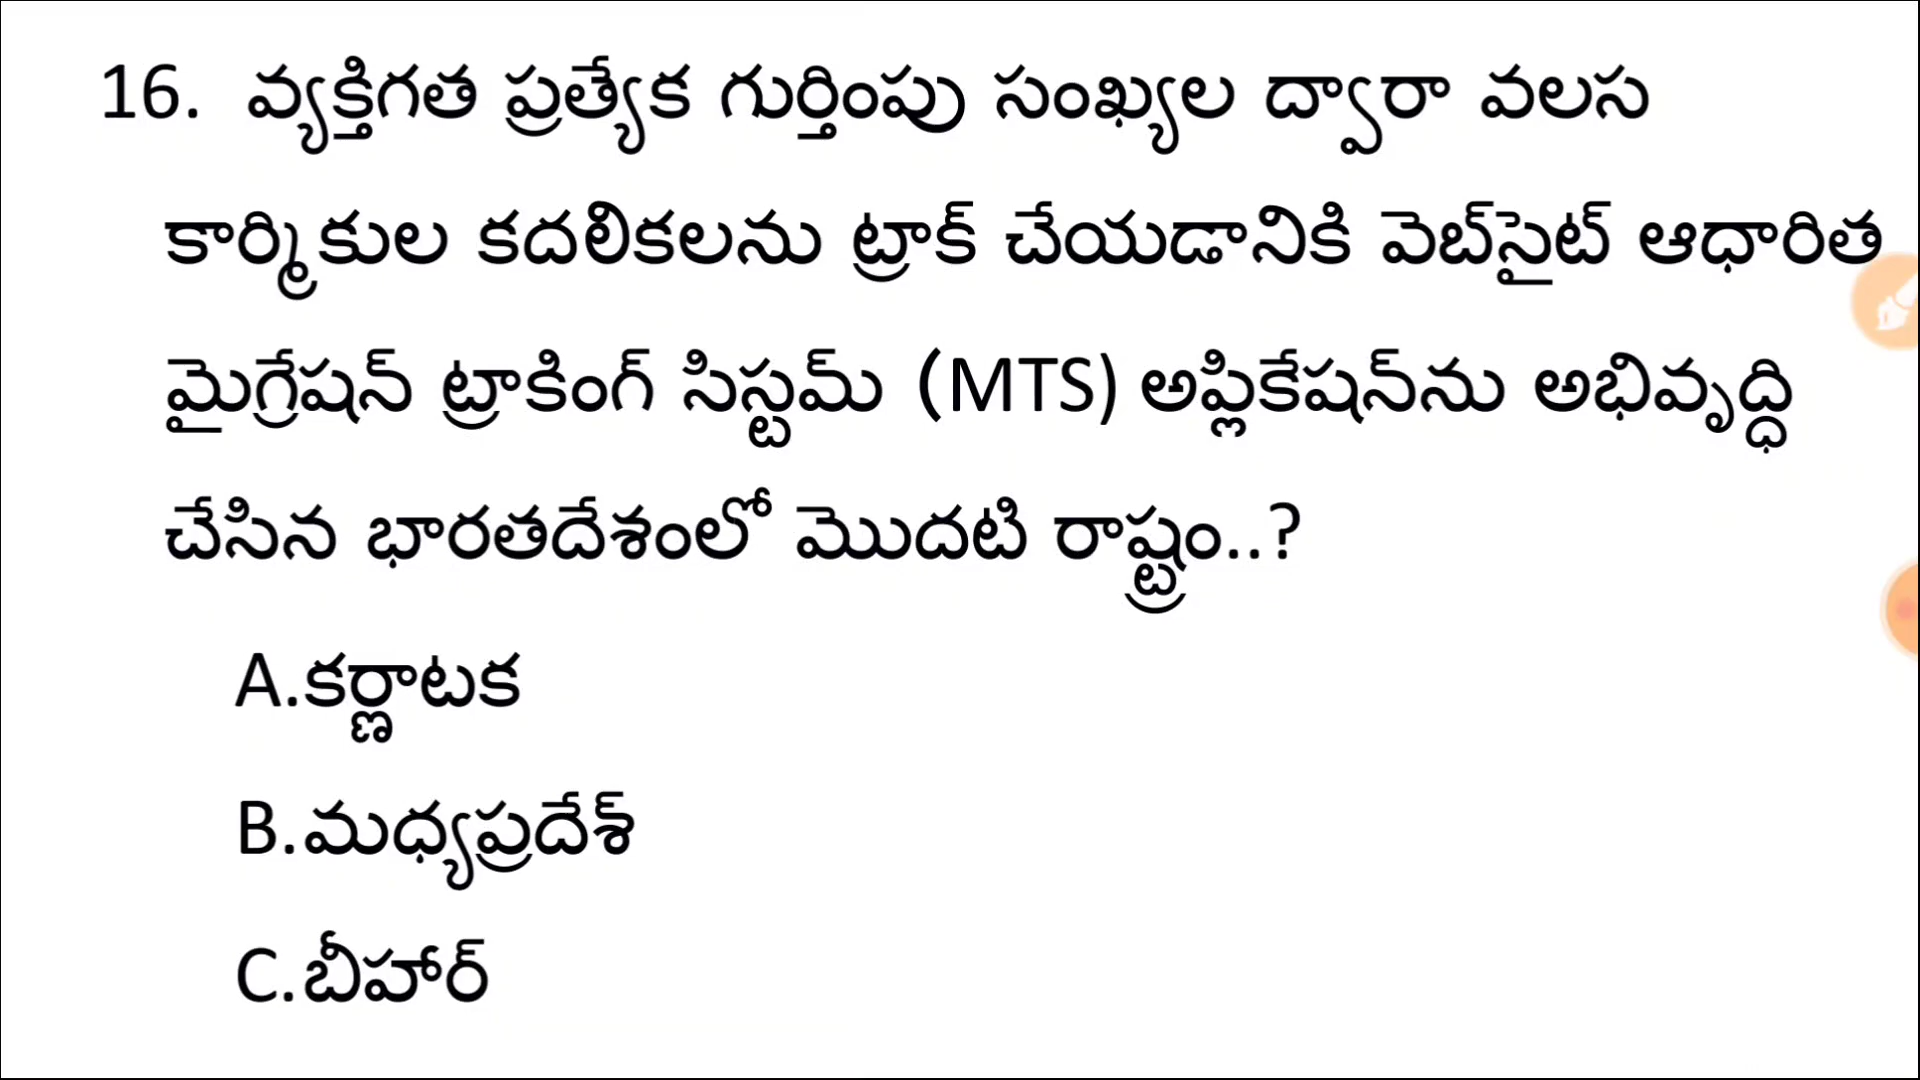 16. వ్యక్తిగత ప్రత్యేక గుర్తింపు సంఖ్యల ద్వారా వలస
కార్మికుల కదలికలను ట్రాక్ చేయడానికి వెబ్‌సైట్ ఆధారిత
మైగ్రేషన్ ట్రాకింగ్ సిస్టమ్ (MTS) అప్లికేషన్‌ను అభివృద్ధి
చేసిన భారతదేశంలో మొదటి రాష్ట్రం..?
A.కర్ణాటక
B.మధ్యప్రదేశ్
C.బీహార్